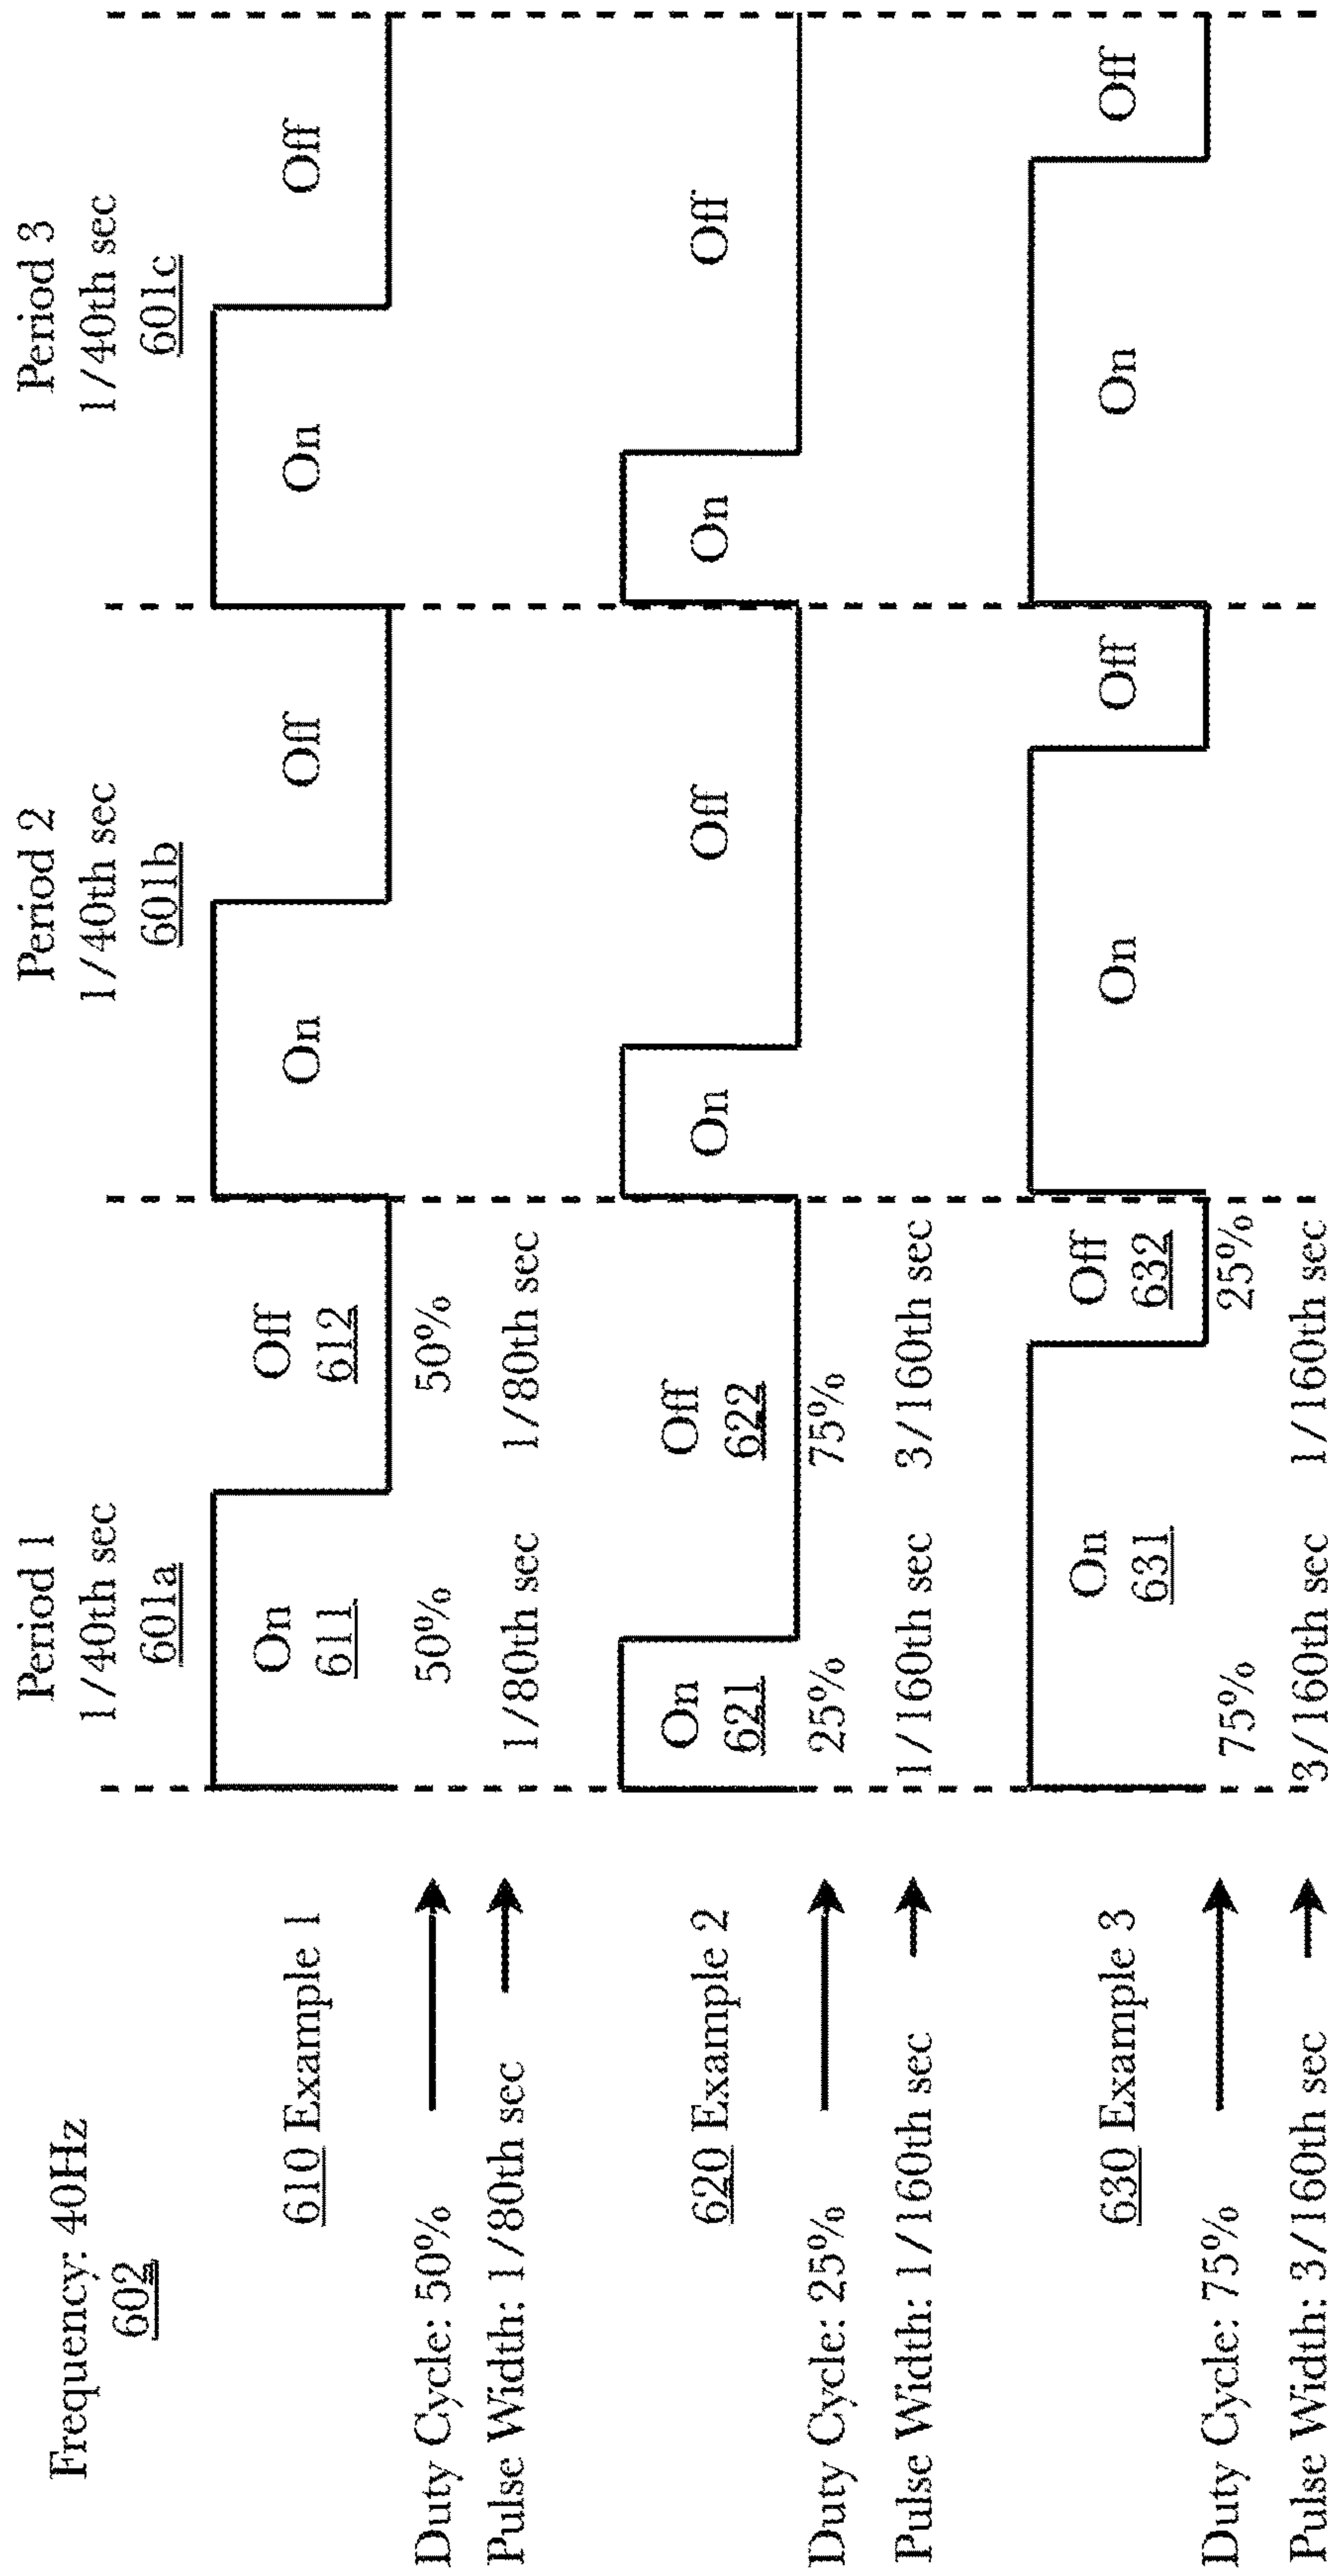 Frequency: 40Hz
602
Period 1
1/40th sec
601a
Period 2
1/40th sec
601b
Period 3
1/40th sec
601c
610 Example 1
On
611
Off
612
On
Off
On
Off
Duty Cycle: 50%
50%
50%
Pulse Width: 1/80th sec
1/80th sec
1/80th sec
620 Example 2
On
621
Off
622
On
Off
On
Off
Duty Cycle: 25%
25%
75%
Pulse Width: 1/160th sec
1/160th sec
3/160th sec
630 Example 3
On
631
Off
632
On
Off
On
Off
Duty Cycle: 75%
75%
25%
Pulse Width: 3/160th sec
3/160th sec
1/160th sec